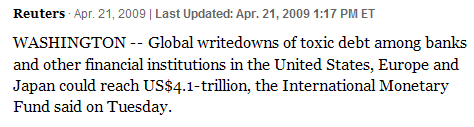 Reuters · Apr. 21, 2009 | Last Updated: Apr. 21, 2009 1:17 PM ET
WASHINGTON -- Global writedowns of toxic debt among banks
and other financial institutions in the United States, Europe and
Japan could reach US$4.1-trillion, the International Monetary
Fund said on Tuesday.